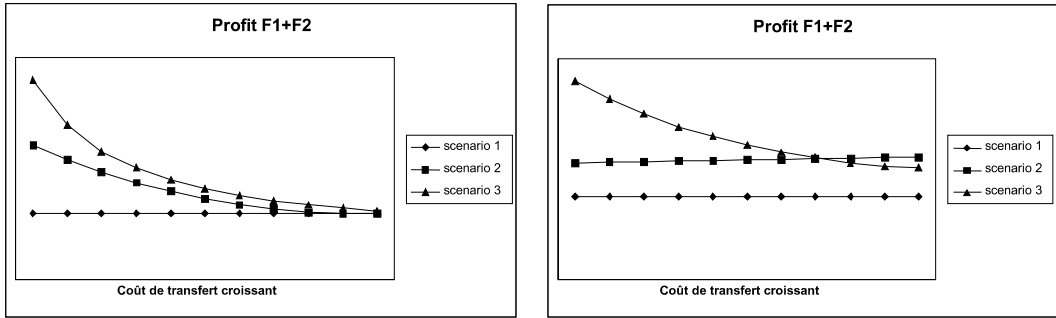 Profit F1+F2
scenario 1
scenario 2
scenario 3
Coût de transfert croissant
Profit F1+F2
scenario 1
scenario 2
scenario 3
Coût de transfert croissant